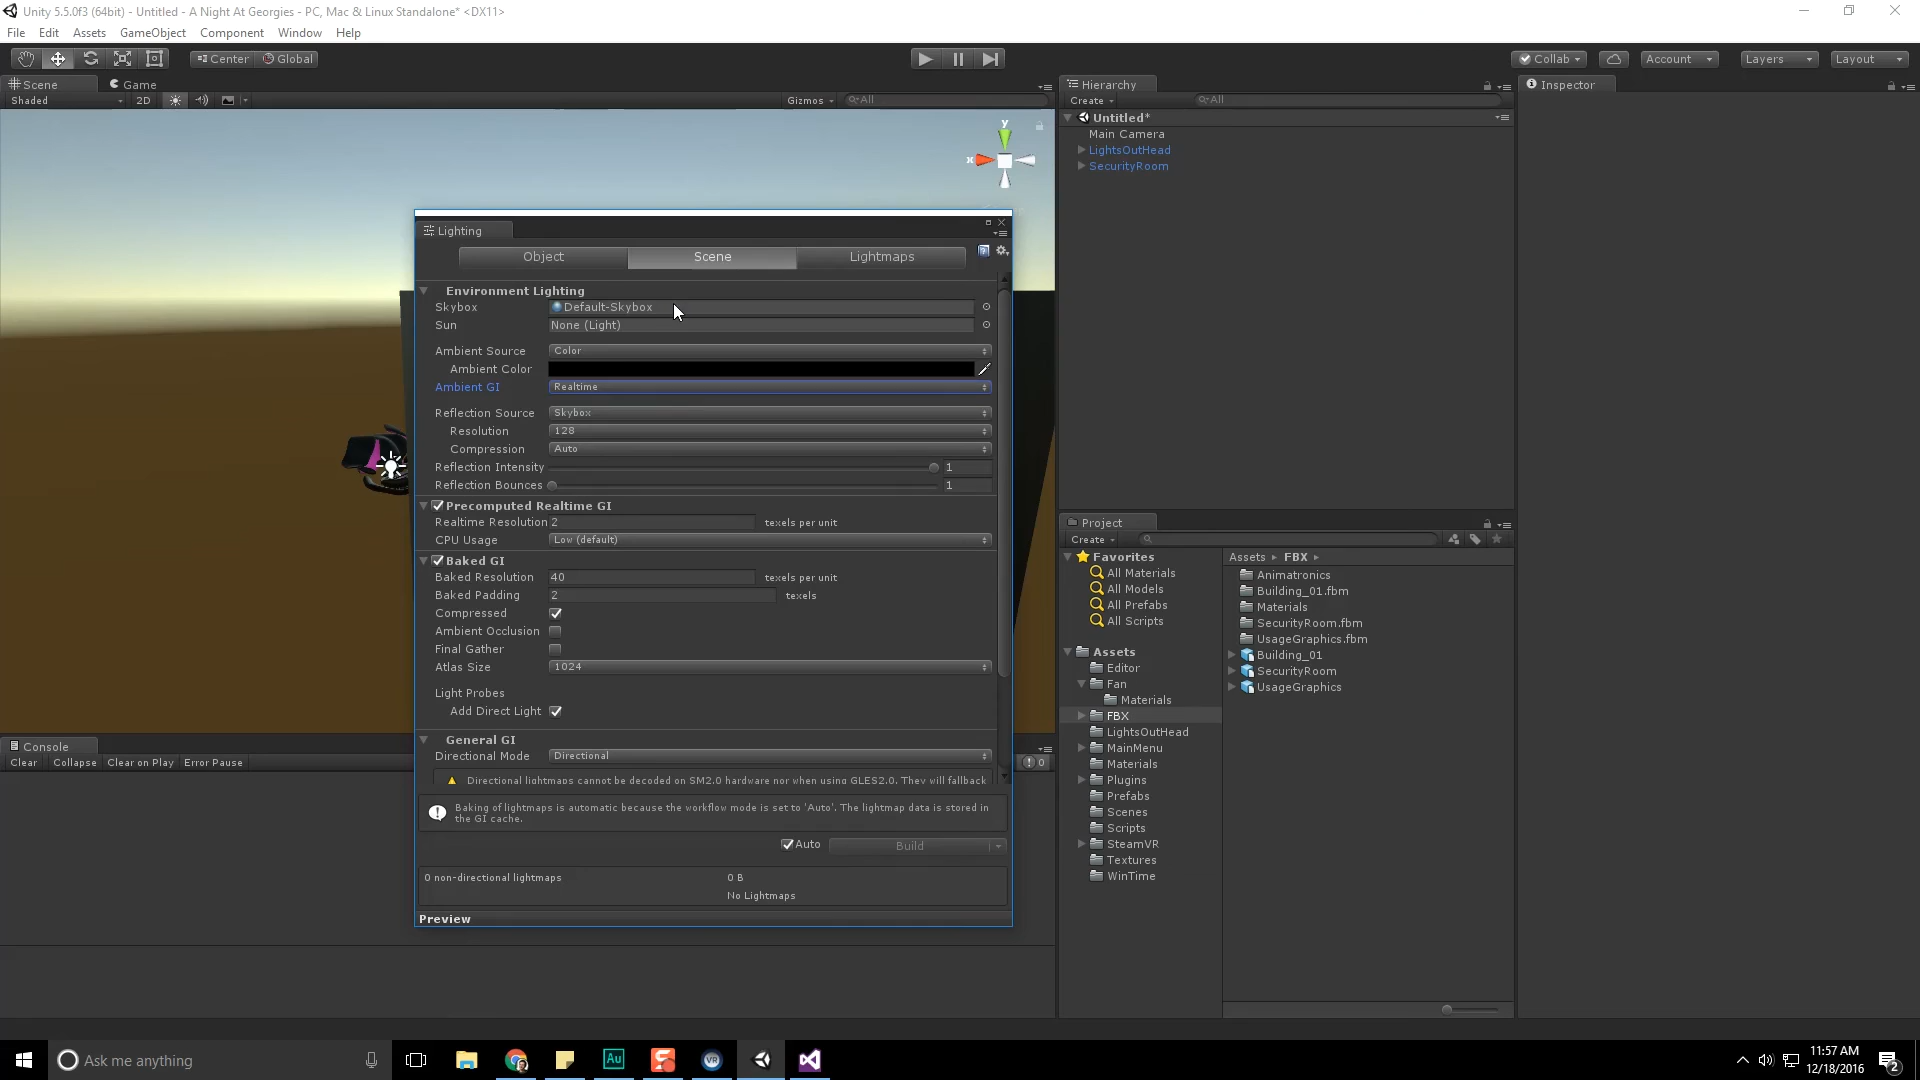 Unity 5.5.0f3 (64bit) - Untitled - A Night At Georgies - PC, Mac & Linux Standalone* <DX11>
File Edit Assets GameObject Component Window Help
Center Global
Collab Account Layers Layout
Scene Game
Shaded 2D Gizmos All
y
x
Lighting
Object Scene Lightmaps
Environment Lighting
Skybox Default-Skybox
Sun None (Light)
Ambient Source Color
Ambient Color
Ambient GI Realtime
Reflection Source Skybox
Resolution 128
Compression Auto
Reflection Intensity 1
Reflection Bounces 1
Precomputed Realtime GI
Realtime Resolution 2 texels per unit
CPU Usage Low (default)
Baked GI
Baked Resolution 40 texels per unit
Baked Padding 2 texels
Compressed
Ambient Occlusion
Final Gather
Atlas Size 1024
Light Probes
Add Direct Light
General GI
Directional Mode Directional
Directional lightmaps cannot be decoded on SM2.0 hardware nor when using GLES2.0. They will fallback
Baking of lightmaps is automatic because the workflow mode is set to 'Auto'. The lightmap data is stored in
the GI cache.
Auto Build
0 non-directional lightmaps 0 B
No Lightmaps
Preview
Console
Clear Collapse Clear on Play Error Pause
0
Hierarchy
Create All
Untitled*
Main Camera
LightsOutHead
SecurityRoom
Inspector
Project
Create
Favorites
All Materials
All Models
All Prefabs
All Scripts
Assets
Editor
Fan
Materials
FBX
LightsOutHead
MainMenu
Materials
Plugins
Prefabs
Scenes
Scripts
SteamVR
Textures
WinTime
Assets FBX
Animatronics
Building_01.fbm
Materials
SecurityRoom.fbm
UsageGraphics.fbm
Building_01
SecurityRoom
UsageGraphics
Ask me anything
Au
VR
11:57 AM
12/18/2016
2